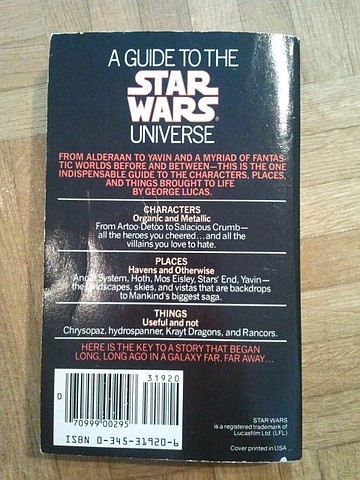 A GUIDE TO THE
STAR
WARS®
UNIVERSE
FROM ALDERAAN TO YAVIN AND A MYRIAD OF FANTAS-
TIC WORLDS BEFORE AND BETWEEN—THIS IS THE ONE
INDISPENSABLE GUIDE TO THE CHARACTERS, PLACES,
AND THINGS BROUGHT TO LIFE
BY GEORGE LUCAS.
CHARACTERS
Organic and Metallic
From Artoo-Detoo to Salacious Crumb—
all the heroes you cheered...and all the
villains you love to hate.
PLACES
Havens and Otherwise
System, Hoth, Mos Eisley, Stars' End, Yavin—
the landscapes, skies, and vistas that are backdrops
to Mankind's biggest saga.
THINGS
Useful and not
Chrysopaz, hydrospanner, Krayt Dragons, and Rancors.
HERE IS THE KEY TO A STORY THAT BEGAN
LONG, LONG AGO IN A GALAXY FAR, FAR AWAY...
31920
0
70999 00295
ISBN 0-345-31920-6
STAR WARS
is a registered trademark of
Lucasfilm Ltd. (LFL)
Cover printed in USA